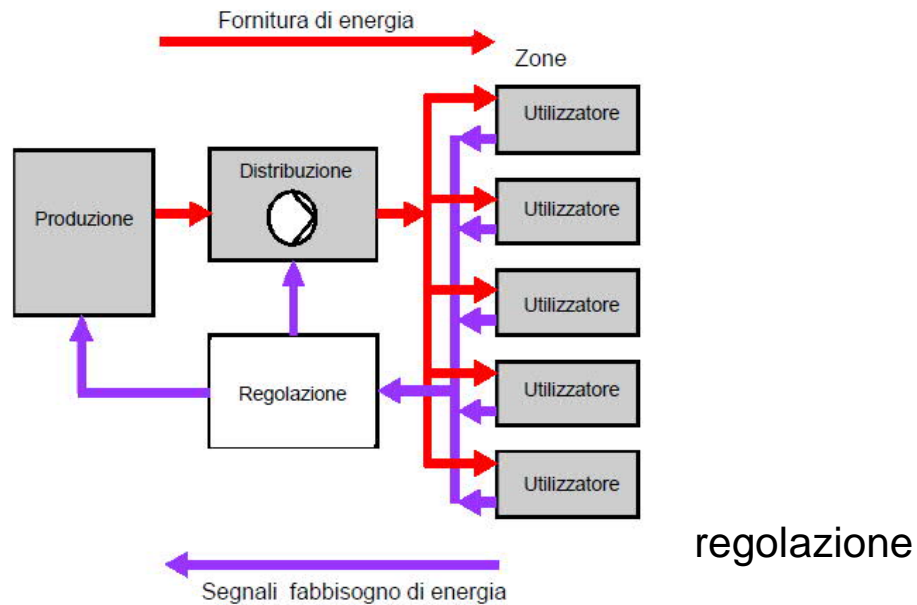 Fornitura di energia
Zone
Utilizzatore
Distribuzione
Utilizzatore
Produzione
Utilizzatore
Regolazione
Utilizzatore
Utilizzatore
regolazione
Segnali fabbisogno di energia